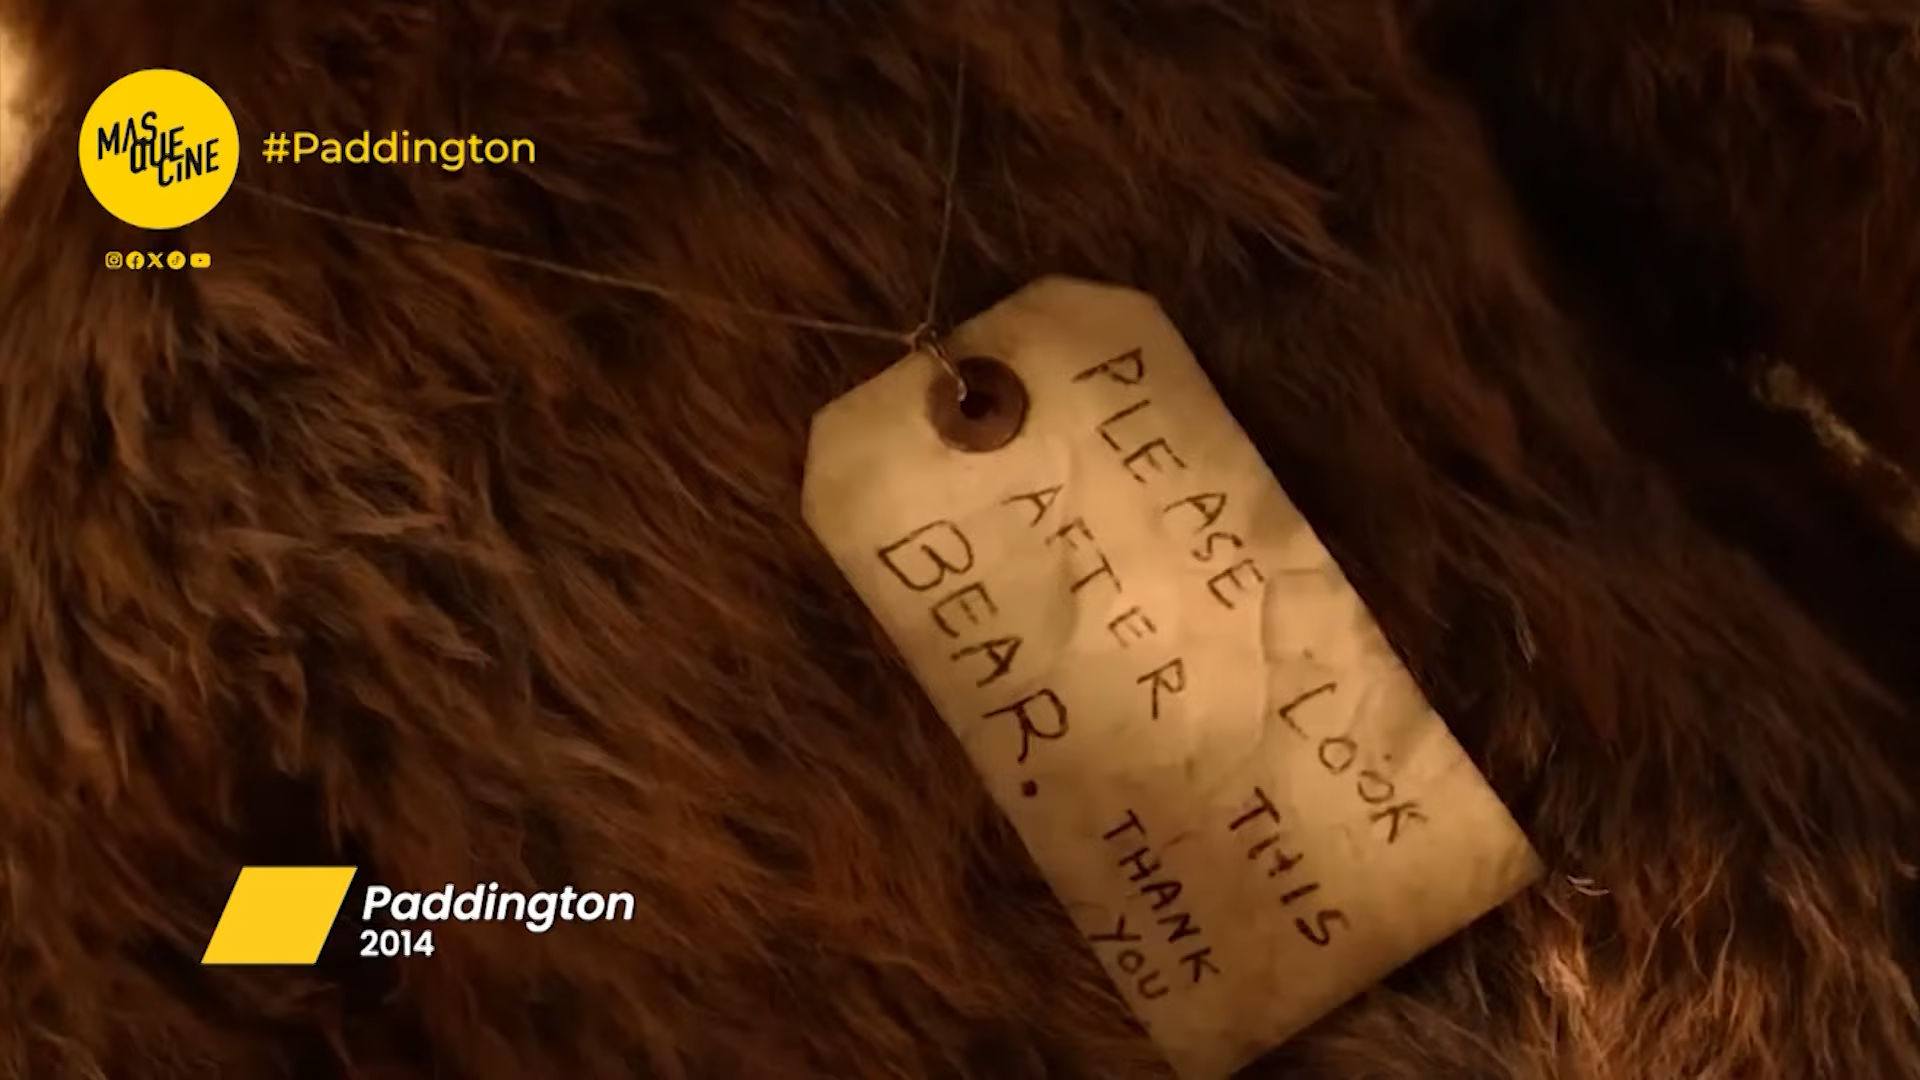 MAS
QUE
CINE
#Paddington
PLEASE LOOK
AFTER THIS
BEAR. THANK
YOU
Paddington
2014